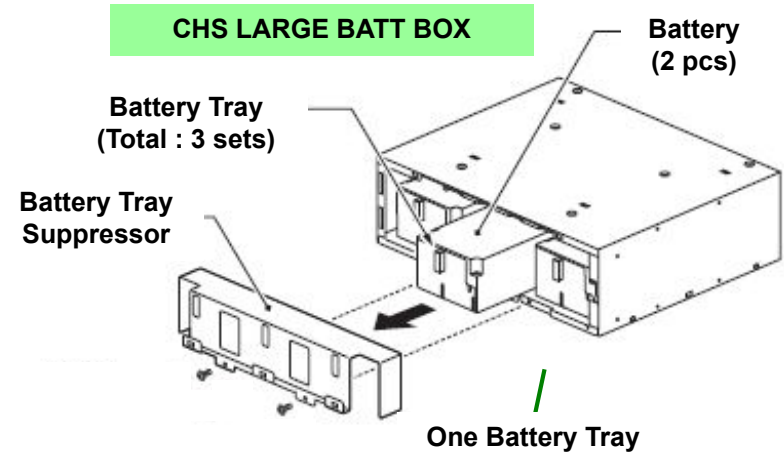 CHS LARGE BATT BOX
Battery
(2 pcs)
Battery Tray
(Total : 3 sets)
Battery Tray
Suppressor
One Battery Tray